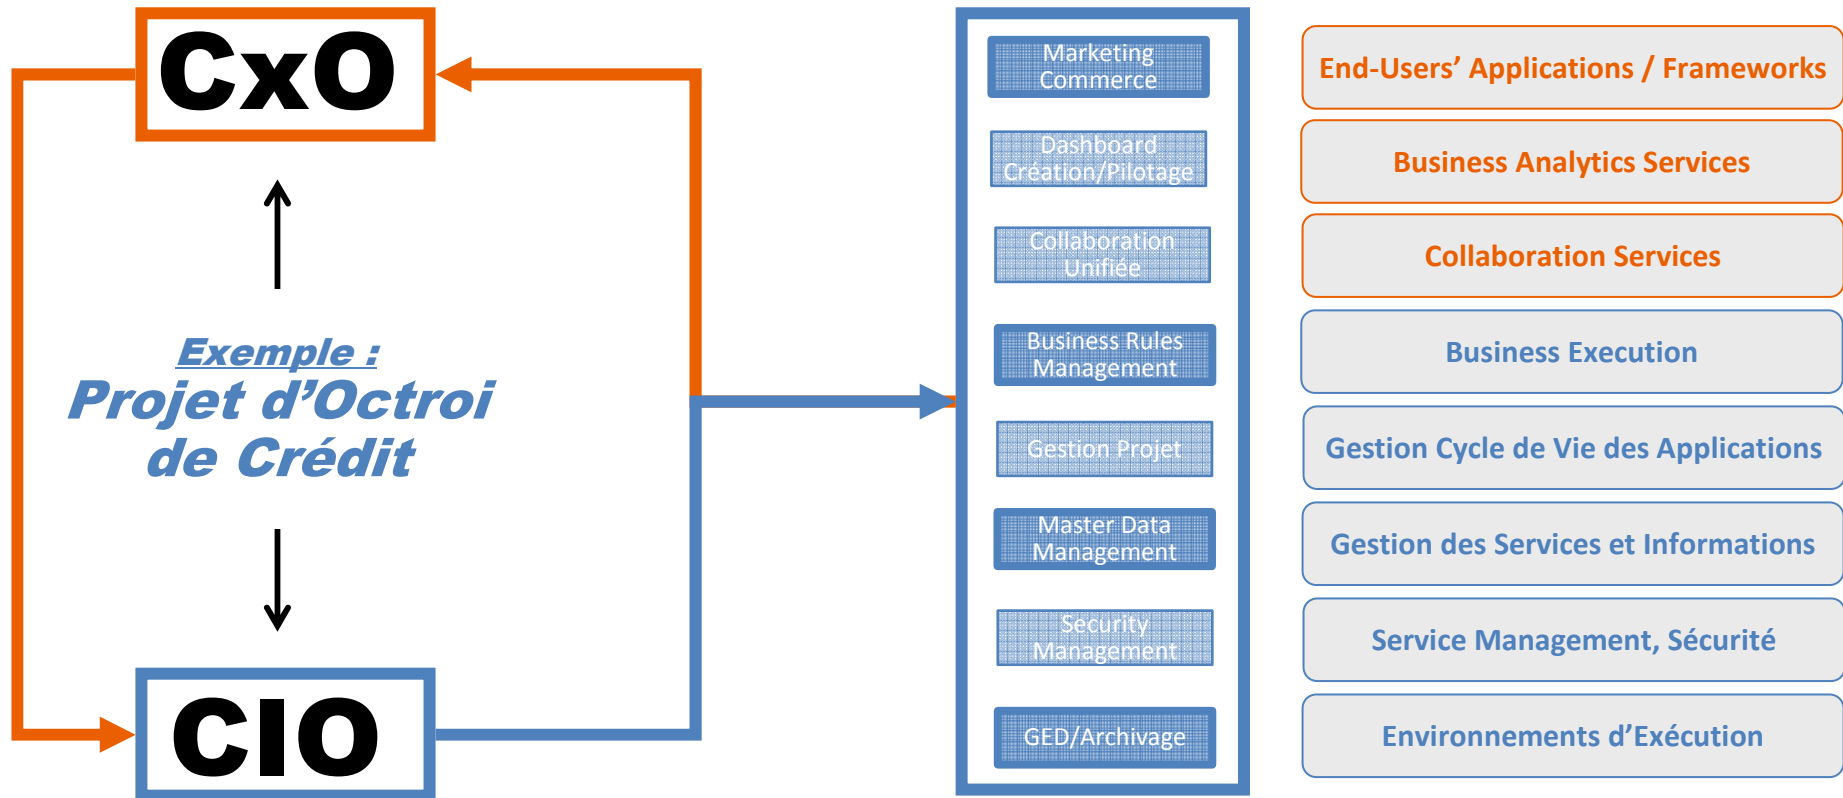 CxO
Exemple :
Projet d’Octroi
de Crédit
CIO
Marketing
Commerce
Dashboard
Création/Pilotage
Collaboration
Unifiée
Business Rules
Management
Gestion Projet
Master Data
Management
Security
Management
GED/Archivage
End-Users’ Applications / Frameworks
Business Analytics Services
Collaboration Services
Business Execution
Gestion Cycle de Vie des Applications
Gestion des Services et Informations
Service Management, Sécurité
Environnements d’Exécution